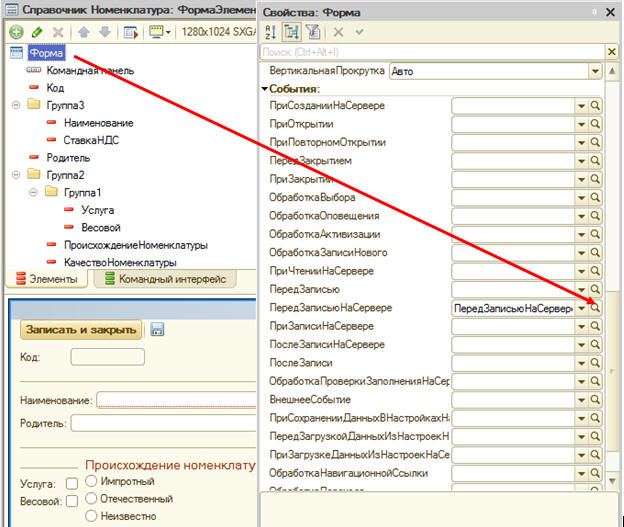 Справочник Номенклатура: ФормаЭлемен
1280x1024 SXGA
Форма
Командная панель
Код
Группа3
Наименование
СтавкаНДС
Родитель
Группа2
Группа1
Услуга
Весовой
ПроисхождениеНоменклатуры
КачествоНоменклатуры
Элементы
Командный интерфейс
Записать и закрыть
Код:
Наименование:
Родитель:
Происхождение номенклату
Услуга:
Импротный
Весовой:
Отечественный
Неизвестно
Свойства: Форма
Поиск (Ctrl+Alt+I)
ВертикальнаяПрокрутка Авто
События:
ПриСозданииНаСервере
ПриОткрытии
ПриПовторномОткрытии
ПередЗакрытием
ПриЗакрытии
ОбработкаВыбора
ОбработкаОповещения
ОбработкаАктивизации
ОбработкаЗаписиНового
ПриЧтенииНаСервере
ПередЗаписью
ПередЗаписьюНаСервере ПередЗаписьюНаСервере
ПриЗаписиНаСервере
ПослеЗаписиНаСервере
ПослеЗаписи
ОбработкаПроверкиЗаполненияНаСер
ВнешнееСобытие
ПриСохраненииДанныхВНастройкахНа
ПередЗагрузкойДанныхИзНастроекН
ПриЗагрузкеДанныхИзНастроекНаСе
ОбработкаНавигационнойСсылки